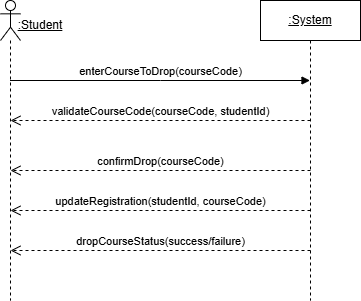 :Student
:System
enterCourseToDrop(courseCode)
validateCourseCode(courseCode, studentId)
confirmDrop(courseCode)
updateRegistration(studentId, courseCode)
dropCourseStatus(success/failure)